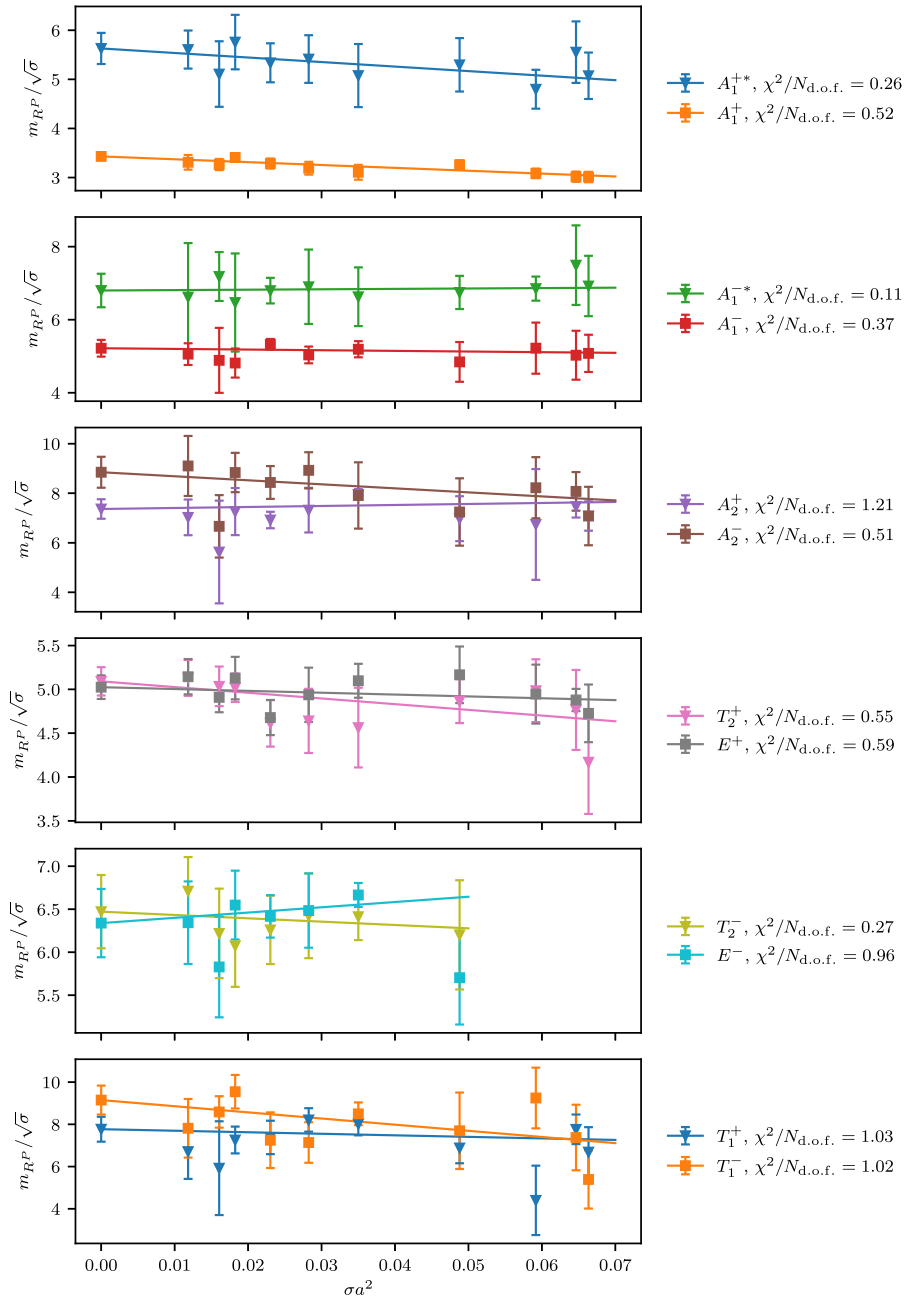 6
5
4
3
m_{R^P}/√σ
A_1^{+*}, χ²/N_{d.o.f.} = 0.26
A_1^+, χ²/N_{d.o.f.} = 0.52
8
6
4
m_{R^P}/√σ
A_1^{−*}, χ²/N_{d.o.f.} = 0.11
A_1^−, χ²/N_{d.o.f.} = 0.37
10
8
6
4
m_{R^P}/√σ
A_2^+, χ²/N_{d.o.f.} = 1.21
A_2^−, χ²/N_{d.o.f.} = 0.51
5.5
5.0
4.5
4.0
3.5
m_{R^P}/√σ
T_2^+, χ²/N_{d.o.f.} = 0.55
E^+, χ²/N_{d.o.f.} = 0.59
7.0
6.5
6.0
5.5
m_{R^P}/√σ
T_2^−, χ²/N_{d.o.f.} = 0.27
E^−, χ²/N_{d.o.f.} = 0.96
10
8
6
4
m_{R^P}/√σ
T_1^+, χ²/N_{d.o.f.} = 1.03
T_1^−, χ²/N_{d.o.f.} = 1.02
0.00 0.01 0.02 0.03 0.04 0.05 0.06 0.07
σa²